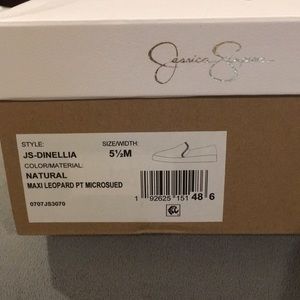 Jessica Simpson
STYLE: SIZE/WIDTH:
JS-DINELLIA 5½M
COLOR/MATERIAL:
NATURAL
MAXI LEOPARD PT MICROSUED
0707JS3070
1 92625 151 48 6